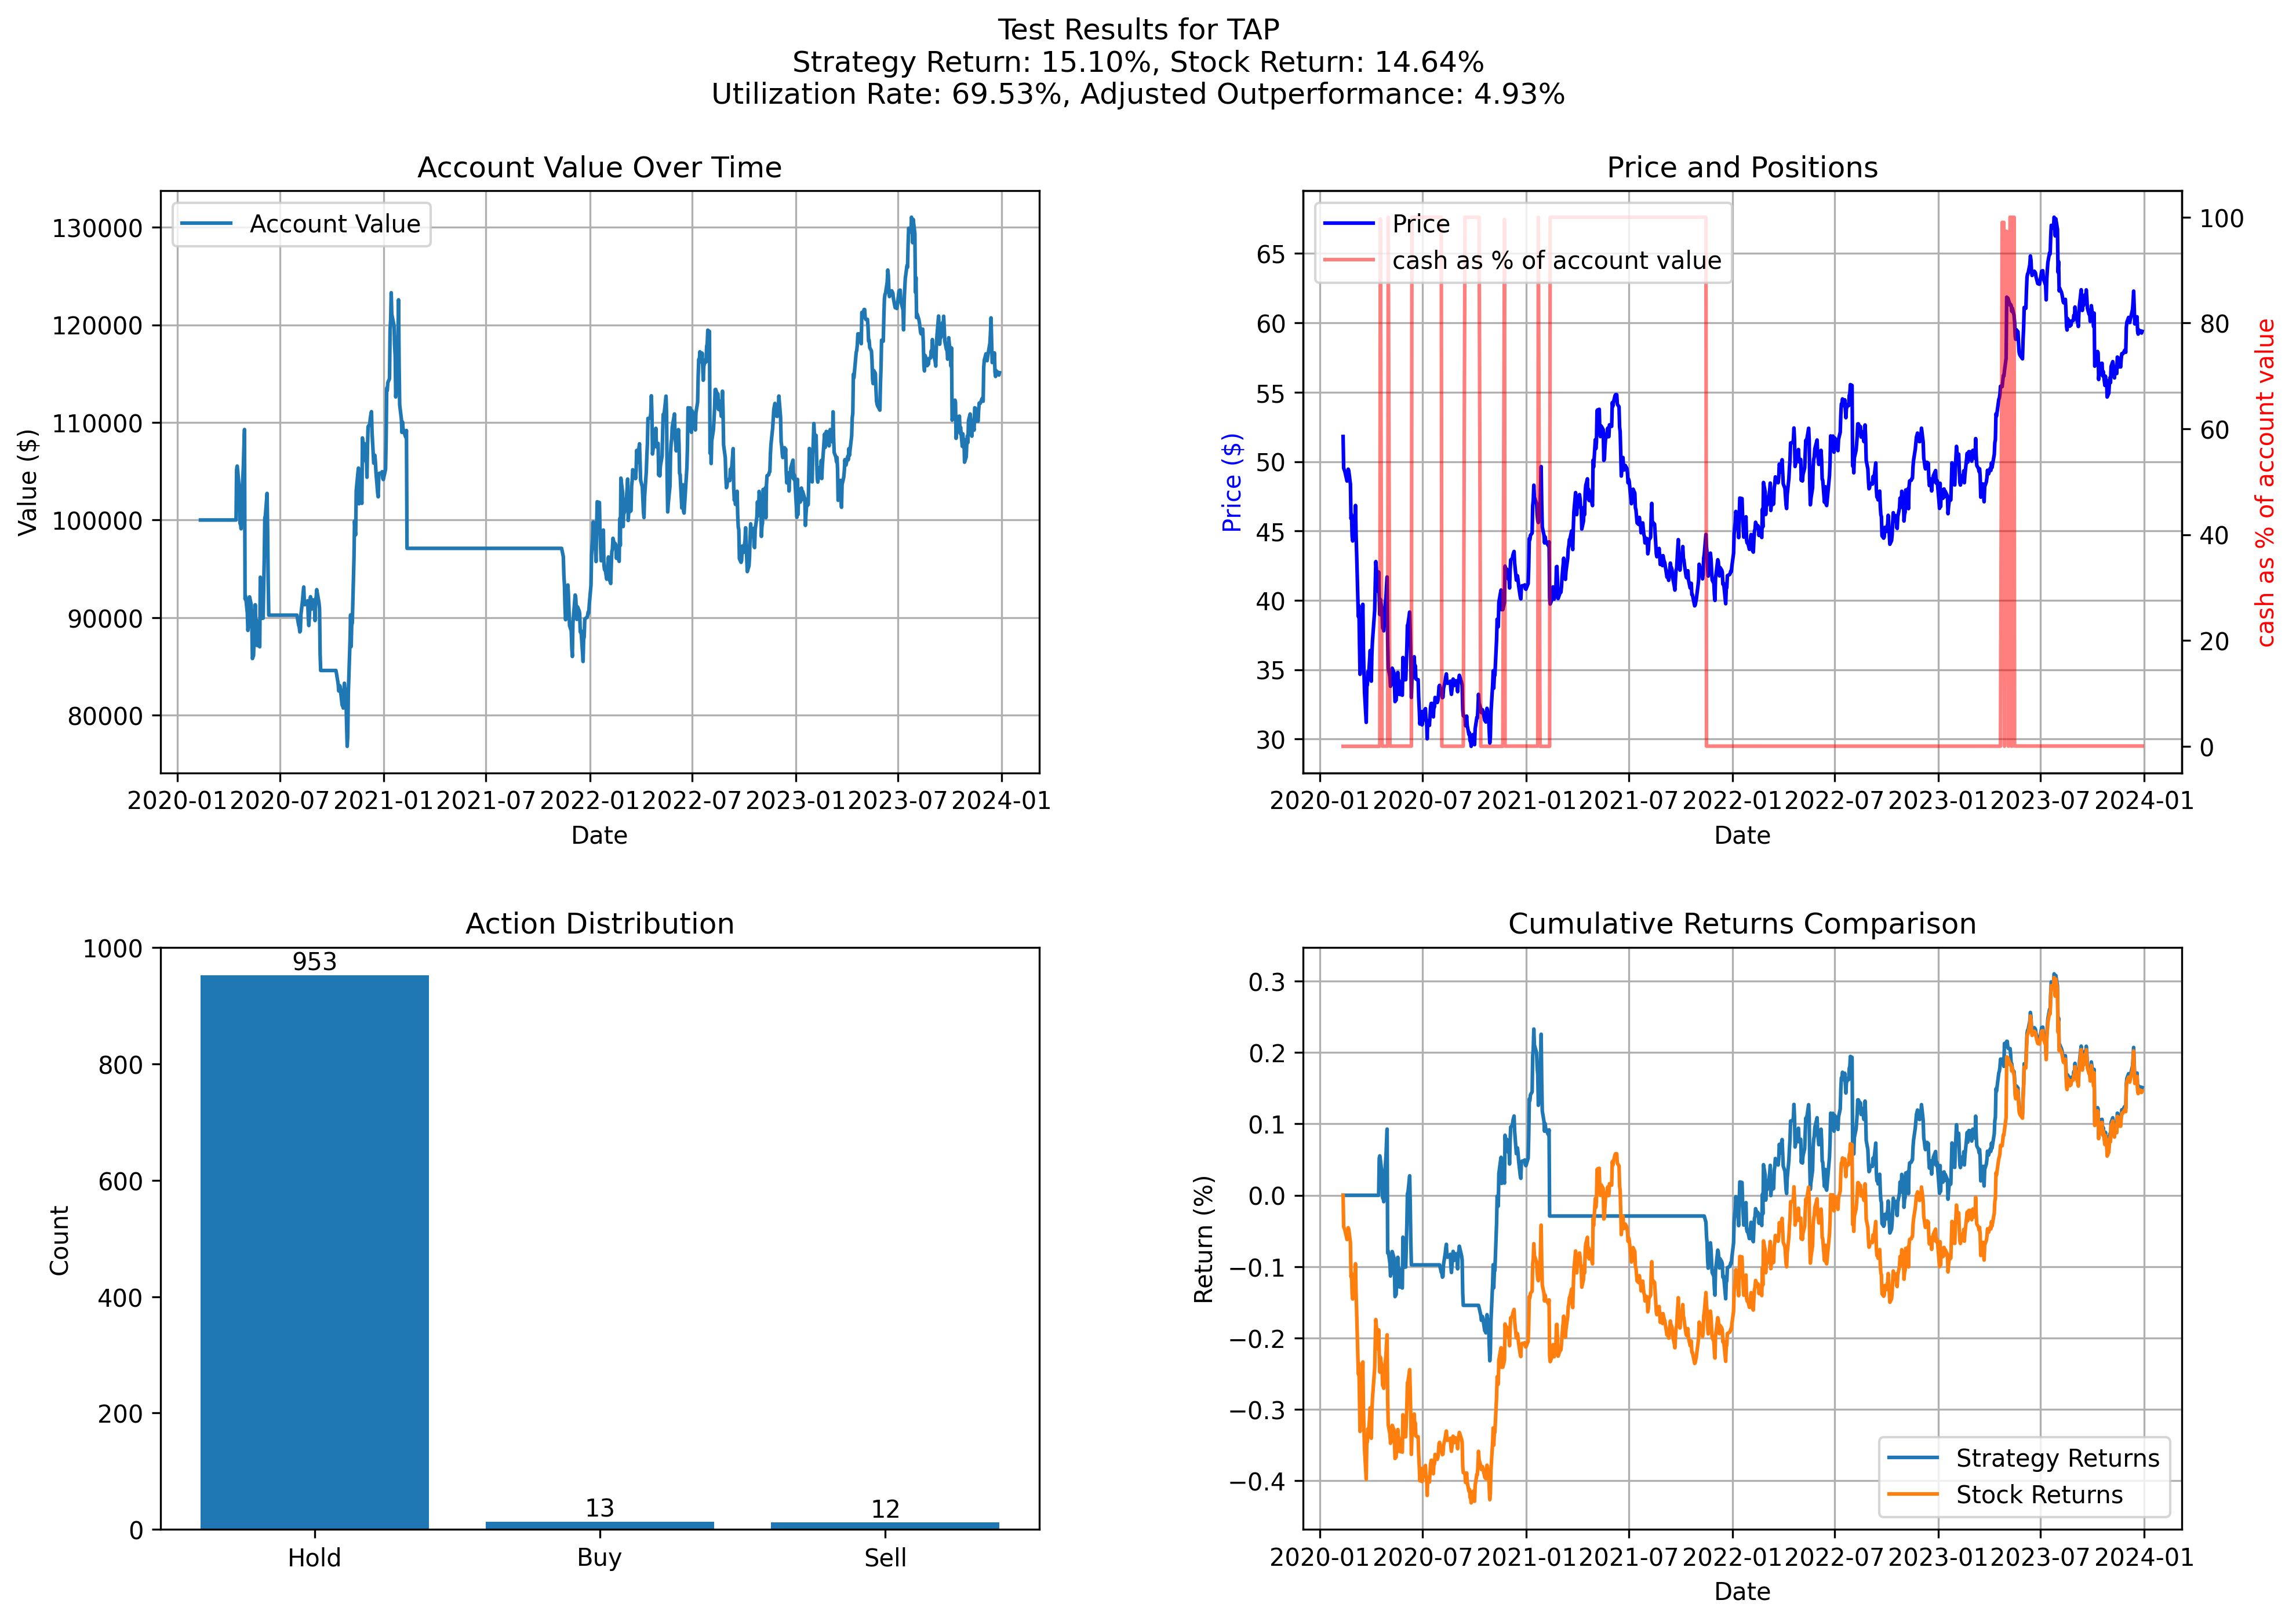 Test Results for TAP
Strategy Return: 15.10%, Stock Return: 14.64%
Utilization Rate: 69.53%, Adjusted Outperformance: 4.93%
Account Value Over Time
Account Value
130000
120000
110000
100000
90000
80000
Value ($)
2020-01 2020-07 2021-01 2021-07 2022-01 2022-07 2023-01 2023-07 2024-01
Date
Price and Positions
Price
cash as % of account value
65
60
55
50
45
40
35
30
Price ($)
100
80
60
40
20
0
cash as % of account value
2020-01 2020-07 2021-01 2021-07 2022-01 2022-07 2023-01 2023-07 2024-01
Date
Action Distribution
1000
800
600
400
200
0
Count
953
13
12
Hold Buy Sell
Cumulative Returns Comparison
0.3
0.2
0.1
0.0
−0.1
−0.2
−0.3
−0.4
Return (%)
Strategy Returns
Stock Returns
2020-01 2020-07 2021-01 2021-07 2022-01 2022-07 2023-01 2023-07 2024-01
Date